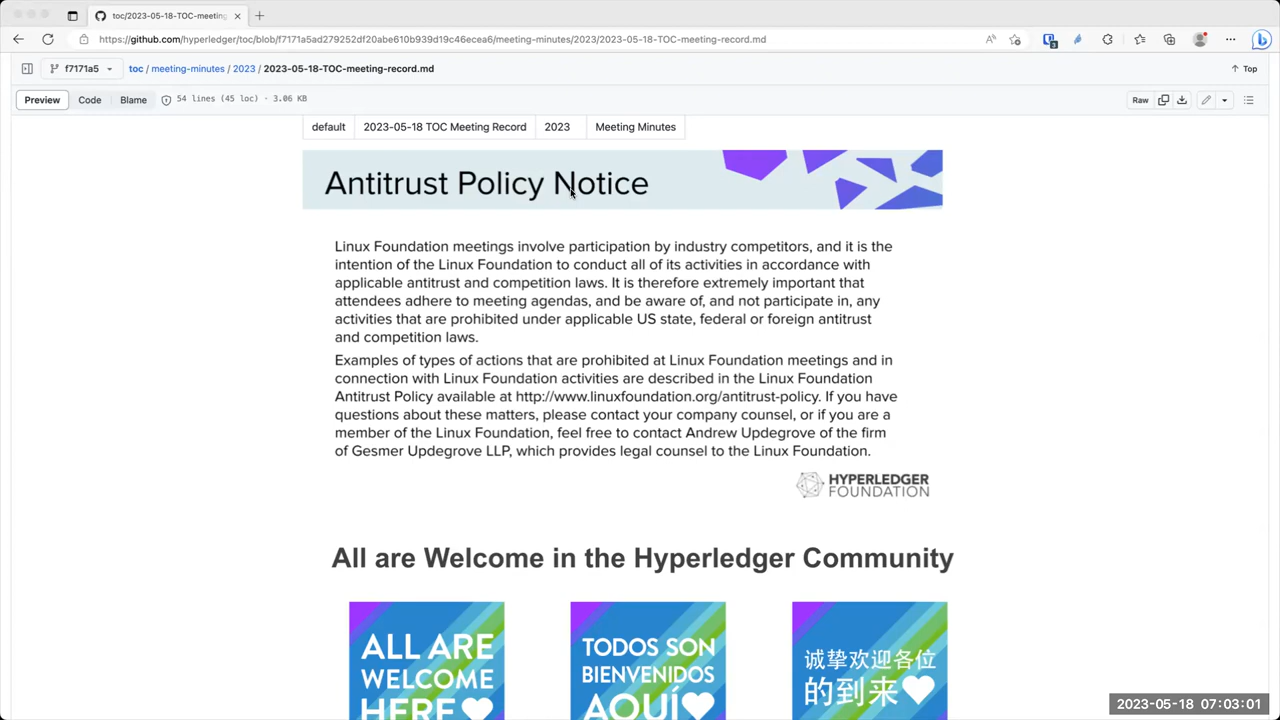 toc/2023-05-18-TOC-meeting-
https://github.com/hyperledger/toc/blob/f7171a5ad279252df20abe610b939d19c46ecea6/meeting-minutes/2023/2023-05-18-TOC-meeting-record.md
f7171a5 toc / meeting-minutes / 2023 / 2023-05-18-TOC-meeting-record.md Top
Preview Code Blame 54 lines (45 loc) · 3.06 KB Raw
default 2023-05-18 TOC Meeting Record 2023 Meeting Minutes
Antitrust Policy Notice
Linux Foundation meetings involve participation by industry competitors, and it is the
intention of the Linux Foundation to conduct all of its activities in accordance with
applicable antitrust and competition laws. It is therefore extremely important that
attendees adhere to meeting agendas, and be aware of, and not participate in, any
activities that are prohibited under applicable US state, federal or foreign antitrust
and competition laws.
Examples of types of actions that are prohibited at Linux Foundation meetings and in
connection with Linux Foundation activities are described in the Linux Foundation
Antitrust Policy available at http://www.linuxfoundation.org/antitrust-policy. If you have
questions about these matters, please contact your company counsel, or if you are a
member of the Linux Foundation, feel free to contact Andrew Updegrove of the firm
of Gesmer Updegrove LLP, which provides legal counsel to the Linux Foundation.
HYPERLEDGER
FOUNDATION
All are Welcome in the Hyperledger Community
ALL ARE
WELCOME
HERE
TODOS SON
BIENVENIDOS
AQUÍ
诚挚欢迎各位
的到来
2023-05-18 07:03:01